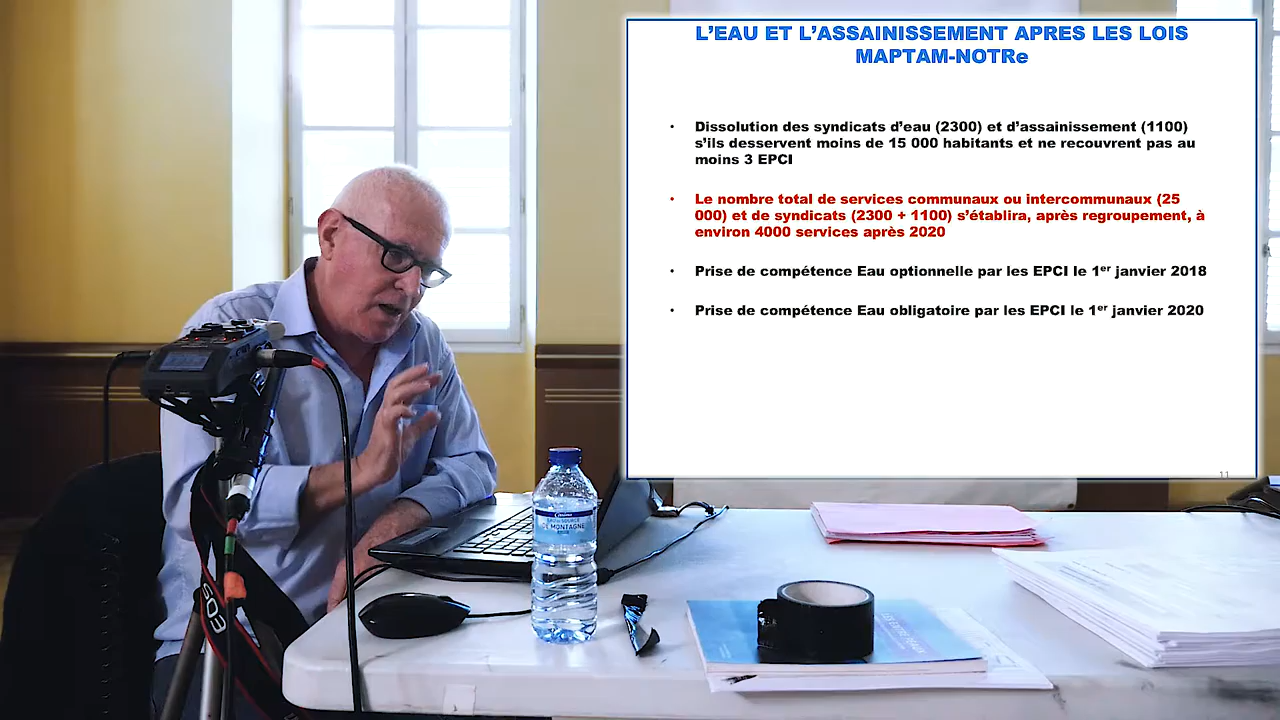 L'EAU ET L'ASSAINISSEMENT APRES LES LOIS
MAPTAM-NOTRe
• Dissolution des syndicats d'eau (2300) et d'assainissement (1100)
s'ils desservent moins de 15 000 habitants et ne recouvrent pas au
moins 3 EPCI
• Le nombre total de services communaux ou intercommunaux (25
000) et de syndicats (2300 + 1100) s'établira, après regroupement, à
environ 4000 services après 2020
• Prise de compétence Eau optionnelle par les EPCI le 1er janvier 2018
• Prise de compétence Eau obligatoire par les EPCI le 1er janvier 2020
11
DE MONTAGNE
EOS